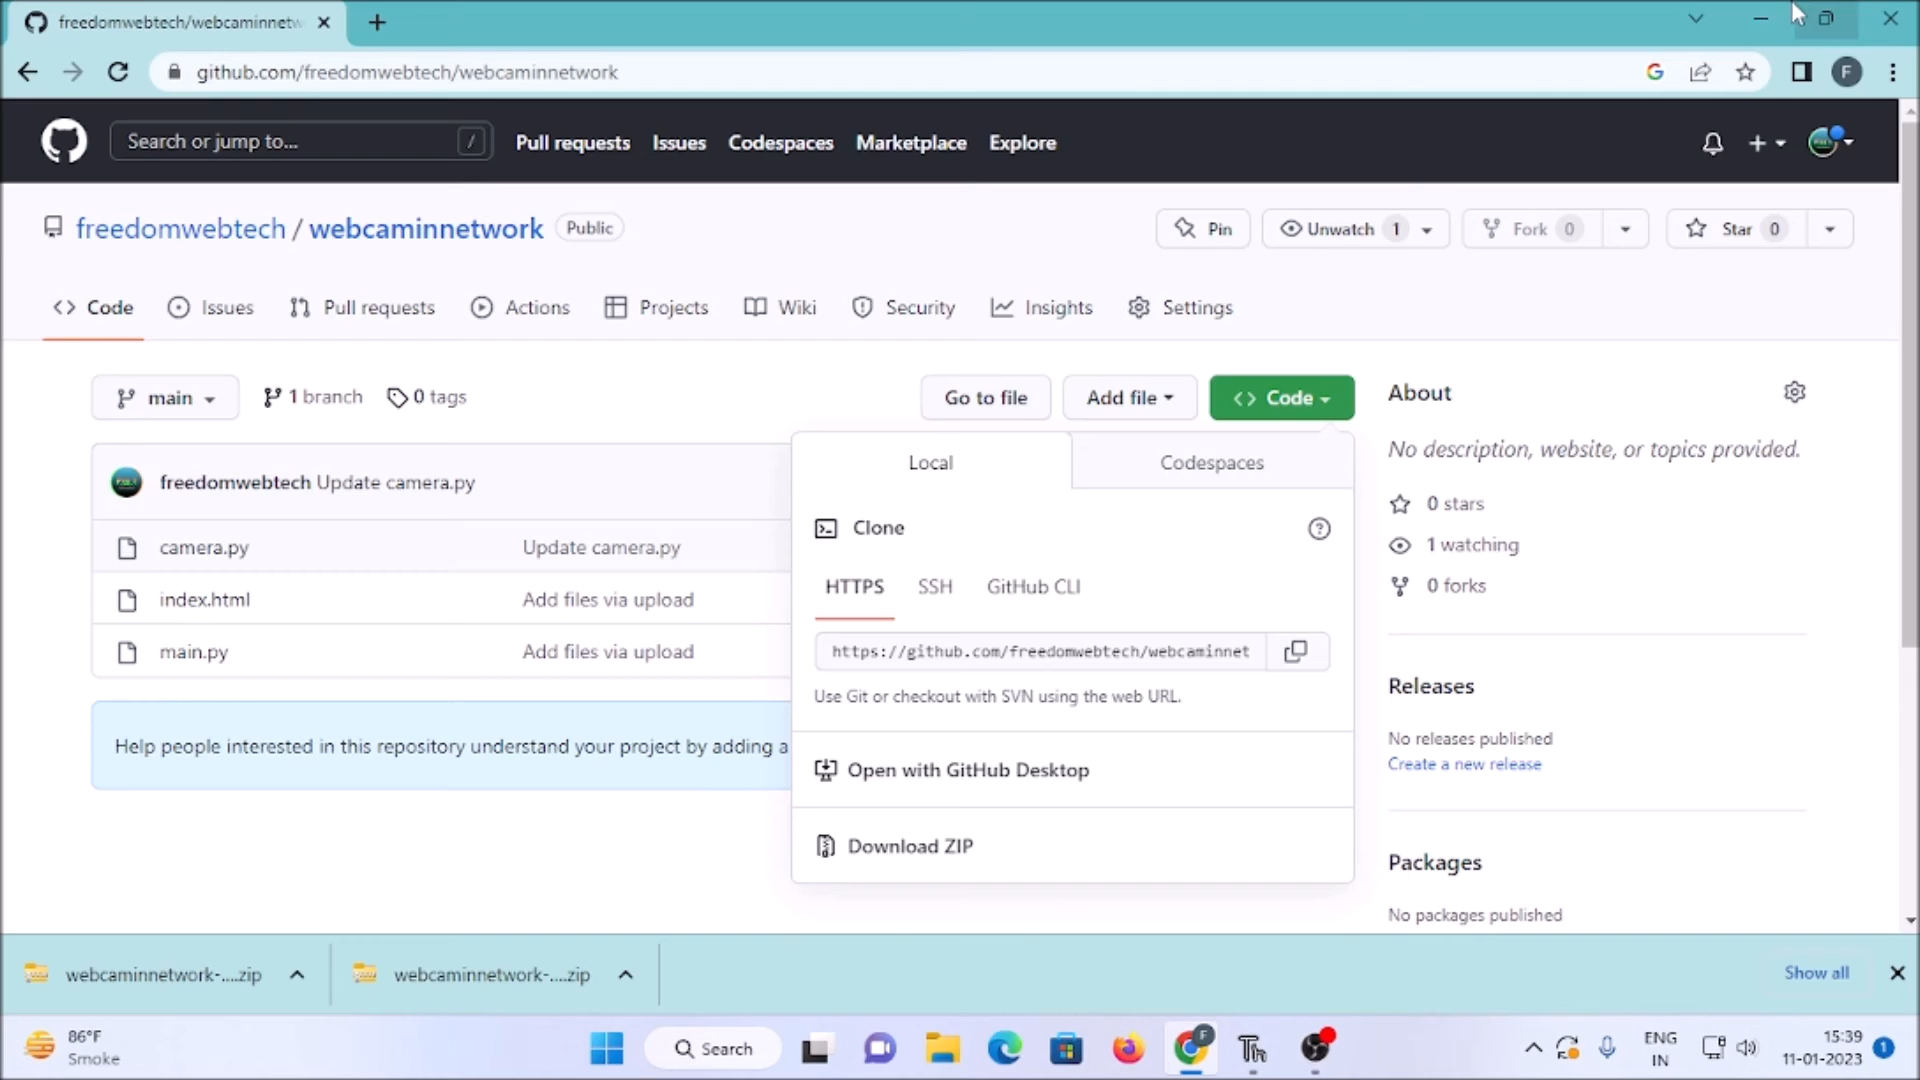 freedomwebtech/webcaminnetw
github.com/freedomwebtech/webcaminnetwork
F
Search or jump to...
/
Pull requests
Issues
Codespaces
Marketplace
Explore
freedomwebtech / webcaminnetwork
Public
Pin
Unwatch 1
Fork 0
Star 0
Code
Issues
Pull requests
Actions
Projects
Wiki
Security
Insights
Settings
main
1 branch
0 tags
Go to file
Add file
Code
freedomwebtech Update camera.py
camera.py
Update camera.py
index.html
Add files via upload
main.py
Add files via upload
Help people interested in this repository understand your project by adding a
Local
Codespaces
Clone
HTTPS
SSH
GitHub CLI
https://github.com/freedomwebtech/webcaminnet
Use Git or checkout with SVN using the web URL.
Open with GitHub Desktop
Download ZIP
About
No description, website, or topics provided.
0 stars
1 watching
0 forks
Releases
No releases published
Create a new release
Packages
No packages published
webcaminnetwork-....zip
webcaminnetwork-....zip
Show all
86°F
Smoke
Search
F
ENG
IN
15:39
11-01-2023
1